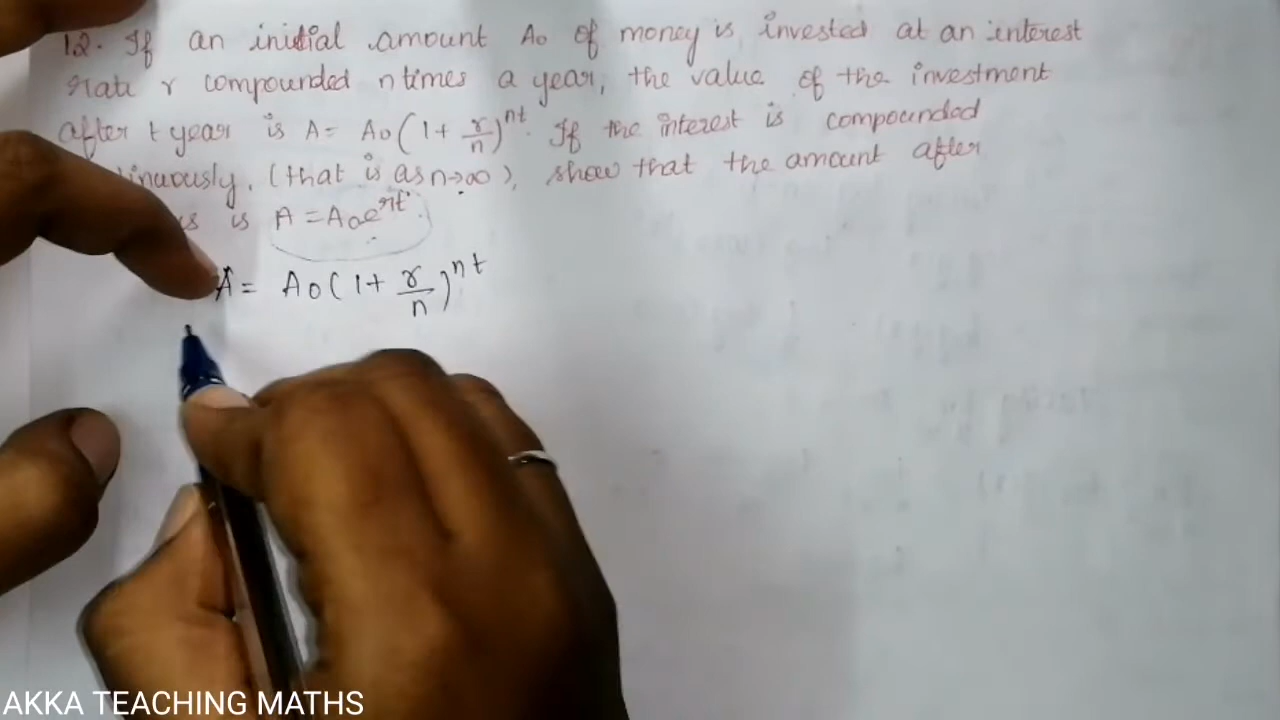 12. If an initial amount A₀ of money is invested at an interest
rate r compounded n times a year, the value of the investment
after t year is A = A₀(1 + r/n)^nt. If the interest is compounded
(that is as n→∞), show that the amount after
is A = A₀e^rt.
A = A₀(1 + r/n)^nt
AKKA TEACHING MATHS